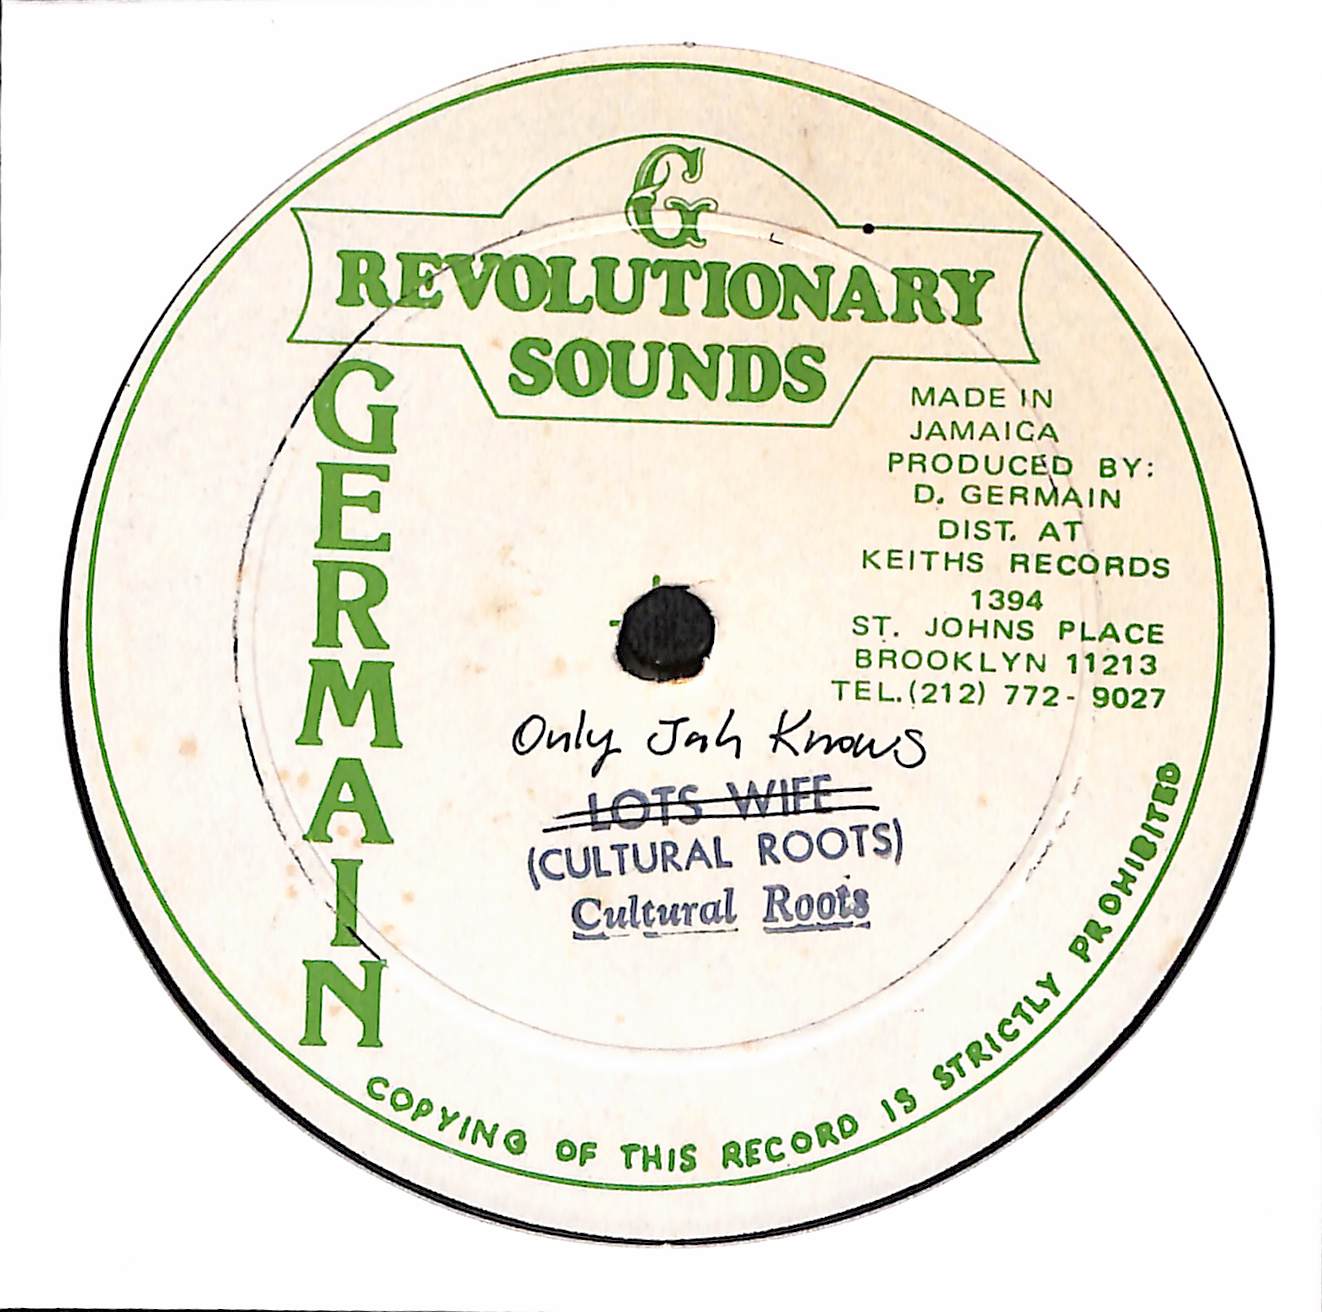 G
REVOLUTIONARY
SOUNDS
GERMAIN
MADE IN
JAMAICA
PRODUCED BY:
D. GERMAIN
DIST. AT
KEITHS RECORDS
1394
ST. JOHNS PLACE
BROOKLYN 11213
TEL.(212) 772-9027
Only Jah Knows
LOTS WIFE
(CULTURAL ROOTS)
Cultural Roots
COPYING OF THIS RECORD IS STRICTLY PROHIBITED